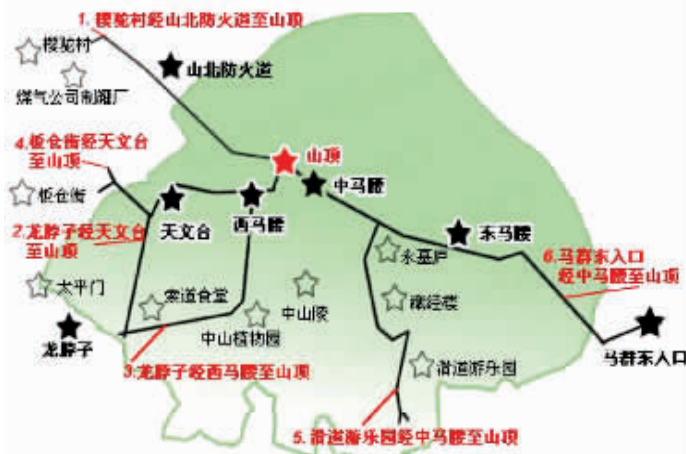 1. 樱驼村经山北防火道至山顶
樱驼村
山北防火道
煤气公司制阀厂
4.板仓街经天文台
至山顶
山顶
中马腰
板仓街
天文台
西马腰
2.龙脖子经天文台
至山顶
东马腰
永慕庐
6.马群东入口
经中马腰至山顶
太平门
索道食堂
中山陵
藏经楼
龙脖子
中山植物园
马群东入口
3.龙脖子经西马腰至山顶
滑道游乐园
5.滑道游乐园经中马腰至山顶